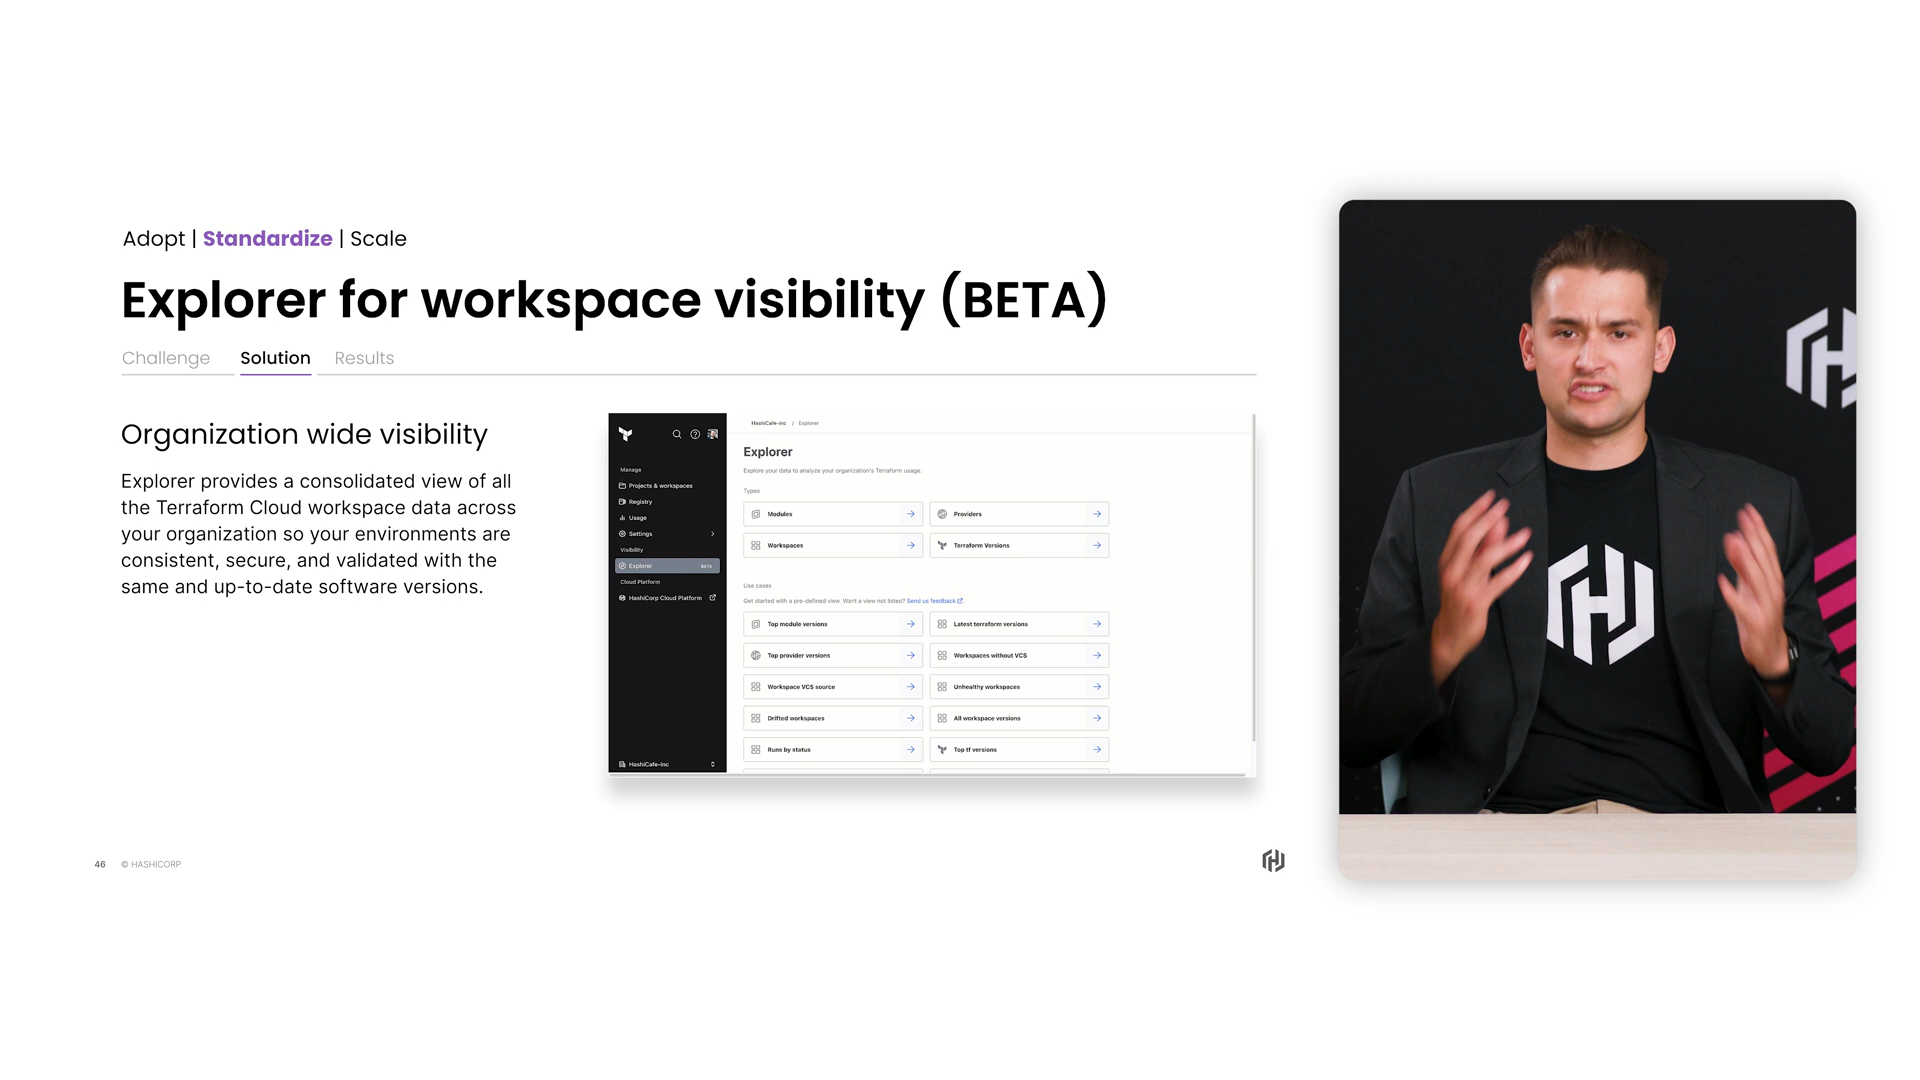 Adopt | Standardize | Scale
Explorer for workspace visibility (BETA)
Challenge Solution Results
Organization wide visibility
Explorer provides a consolidated view of all
the Terraform Cloud workspace data across
your organization so your environments are
consistent, secure, and validated with the
same and up-to-date software versions.
Manage
Projects & workspaces
Registry
Usage
Settings
Visibility
Explorer BETA
Cloud Platform
HashiCorp Cloud Platform
HashiCafe-inc
HashiCafe-inc / Explorer
Explorer
Explore your data to analyze your organization's Terraform usage.
Types
Modules Providers
Workspaces Terraform Versions
Use cases
Get started with a pre-defined view. Want a view not listed? Send us feedback.
Top module versions Latest terraform versions
Top provider versions Workspaces without VCS
Workspace VCS source Unhealthy workspaces
Drifted workspaces All workspace versions
Runs by status Top tf versions
46 © HASHICORP